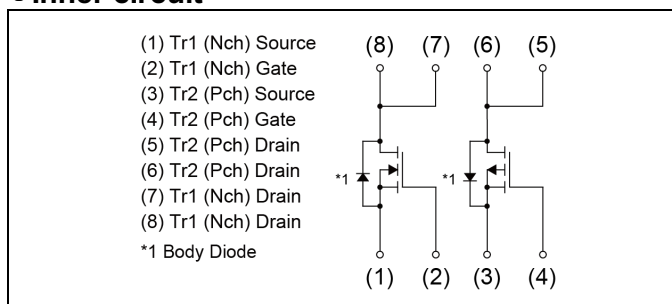 (1) Tr1 (Nch) Source
(2) Tr1 (Nch) Gate
(3) Tr2 (Pch) Source
(4) Tr2 (Pch) Gate
(5) Tr2 (Pch) Drain
(6) Tr2 (Pch) Drain
(7) Tr1 (Nch) Drain
(8) Tr1 (Nch) Drain
*1 Body Diode
(8) (7) (6) (5)
*1 *1
(1) (2) (3) (4)